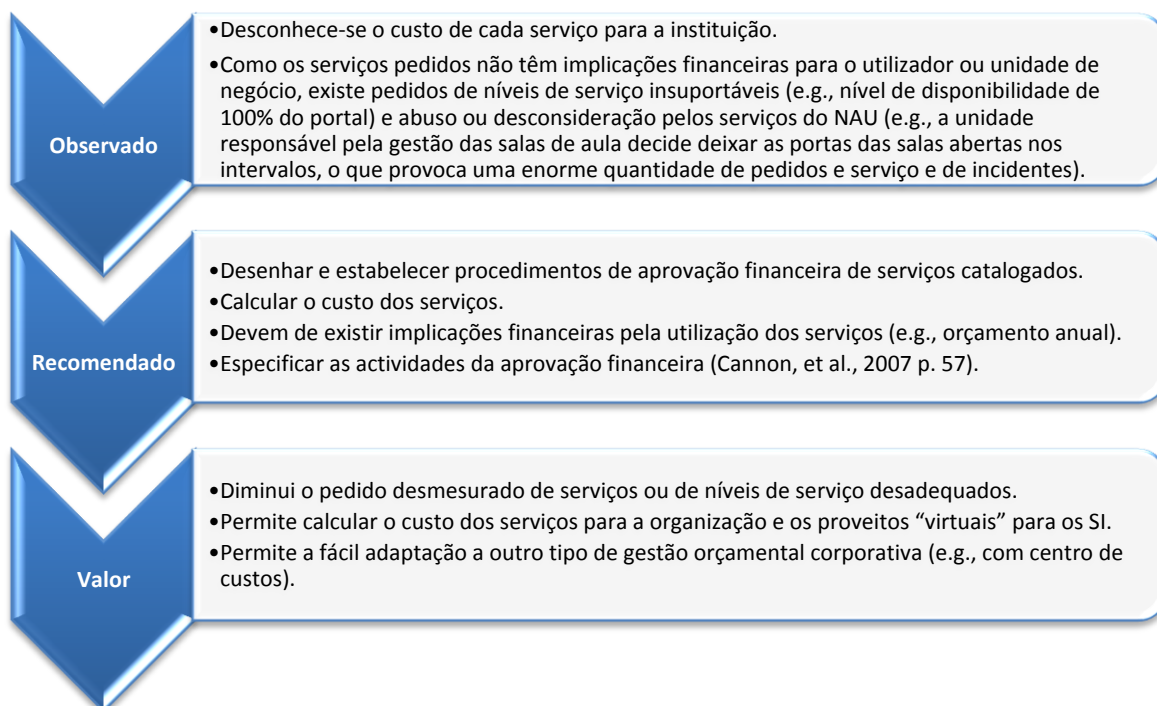 •Desconhece-se o custo de cada serviço para a instituição.
•Como os serviços pedidos não têm implicações financeiras para o utilizador ou unidade de
negócio, existe pedidos de níveis de serviço insuportáveis (e.g., nível de disponibilidade de
100% do portal) e abuso ou desconsideração pelos serviços do NAU (e.g., a unidade
responsável pela gestão das salas de aula decide deixar as portas das salas abertas nos
intervalos, o que provoca uma enorme quantidade de pedidos e serviço e de incidentes).
Observado
•Desenhar e estabelecer procedimentos de aprovação financeira de serviços catalogados.
•Calcular o custo dos serviços.
•Devem de existir implicações financeiras pela utilização dos serviços (e.g., orçamento anual).
•Especificar as actividades da aprovação financeira (Cannon, et al., 2007 p. 57).
Recomendado
•Diminui o pedido desmesurado de serviços ou de níveis de serviço desadequados.
•Permite calcular o custo dos serviços para a organização e os proveitos “virtuais” para os SI.
•Permite a fácil adaptação a outro tipo de gestão orçamental corporativa (e.g., com centro de
custos).
Valor